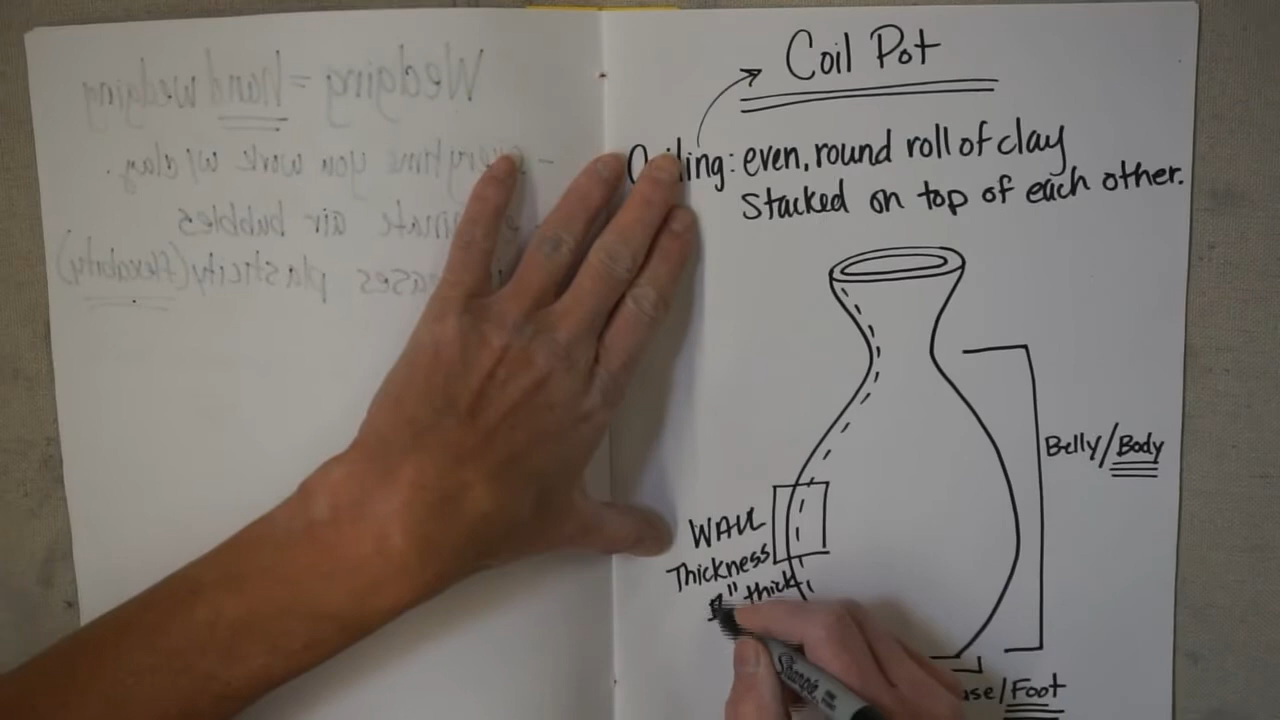 Coil Pot
even, round roll of clay
stacked on top of each other.
Belly/Body
WALL
Thickness
" thick
/Foot
Sharpie
Wedging = hand wedging
- everytime you work w/ clay.
air bubbles
plasticity (flexability)